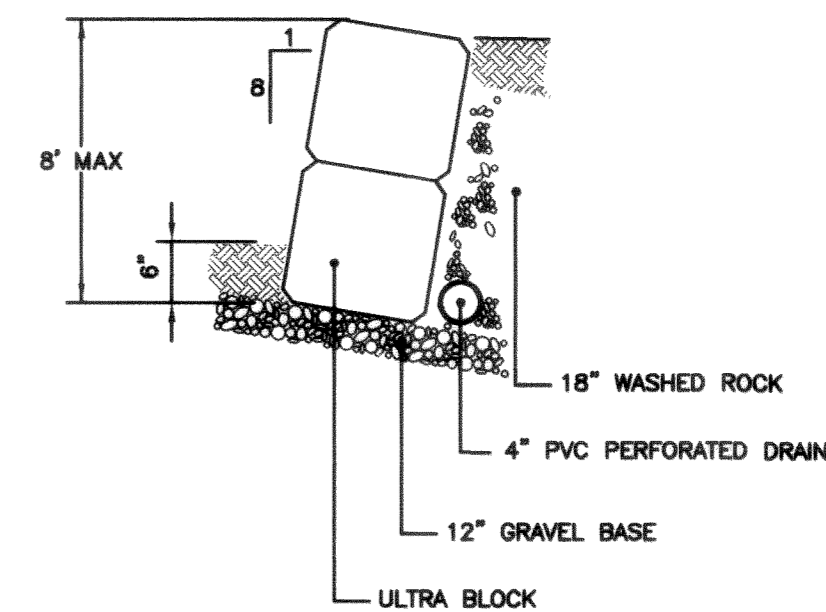 1
8
8' MAX
6"
18" WASHED ROCK
4" PVC PERFORATED DRAIN
12" GRAVEL BASE
ULTRA BLOCK